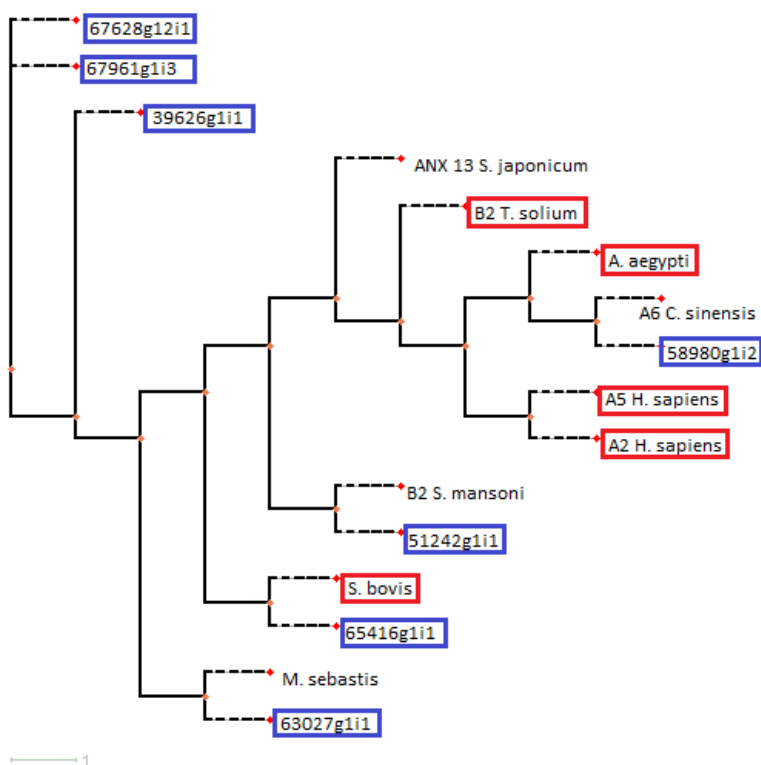 67628g12i1
67961g1i3
39626g1i1
ANX 13 S. japonicum
B2 T. solium
A. aegypti
A6 C. sinensis
58980g1i2
A5 H. sapiens
A2 H. sapiens
B2 S. mansoni
51242g1i1
S. bovis
65416g1i1
M. sebastis
63027g1i1
1